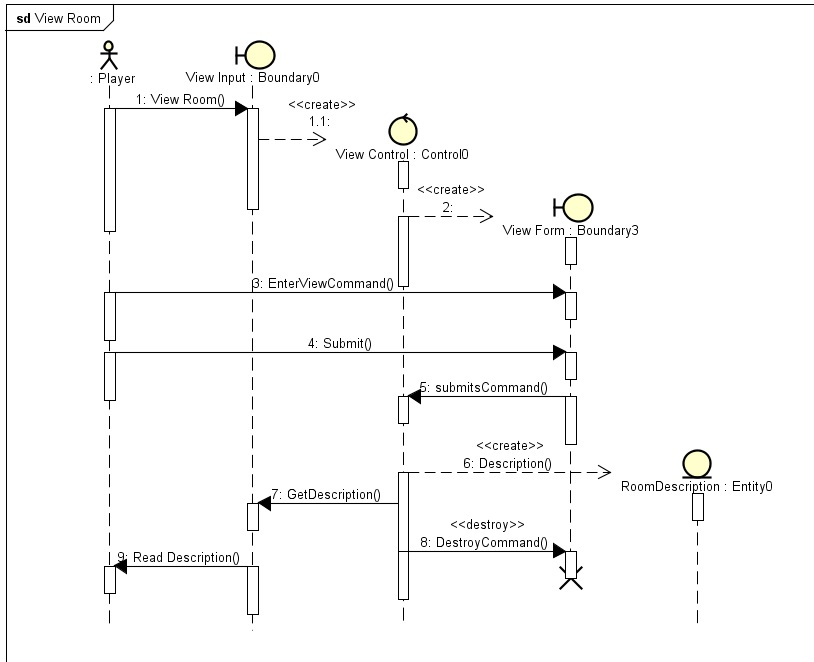 sd View Room
: Player
View Input : Boundary0
1: View Room()
<<create>>
1.1:
View Control : Control0
<<create>>
2:
View Form : Boundary3
3: EnterViewCommand()
4: Submit()
5: submitsCommand()
<<create>>
6: Description()
RoomDescription : Entity0
7: GetDescription()
<<destroy>>
8: DestroyCommand()
9: Read Description()